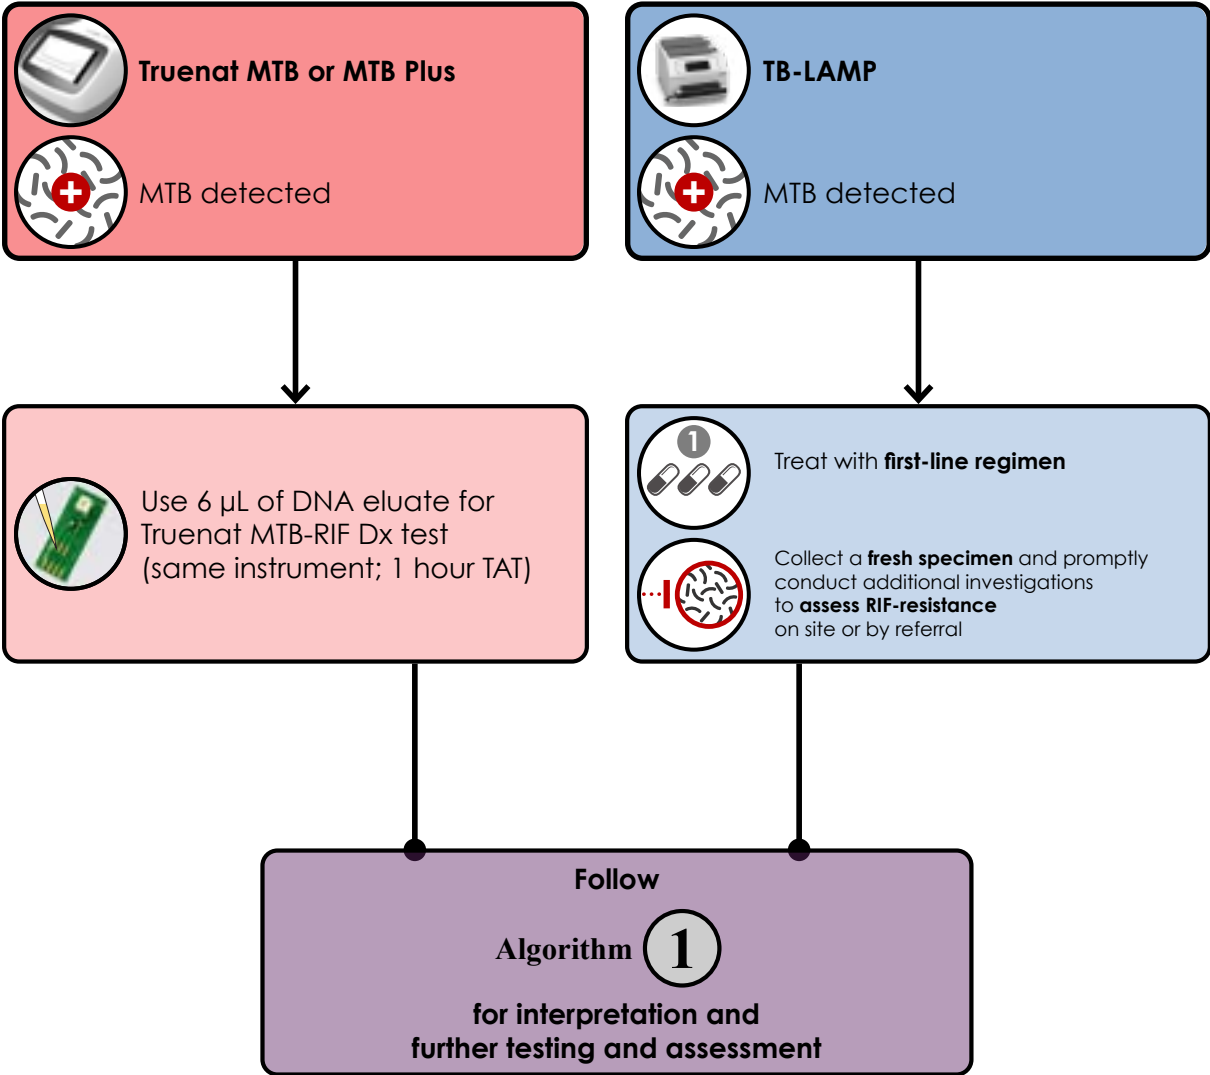 Truenat MTB or MTB Plus
MTB detected
TB-LAMP
MTB detected
Use 6 µL of DNA eluate for
Truenat MTB-RIF Dx test
(same instrument; 1 hour TAT)
1
Treat with first-line regimen
Collect a fresh specimen and promptly
conduct additional investigations
to assess RIF-resistance
on site or by referral
Follow
Algorithm 1
for interpretation and
further testing and assessment